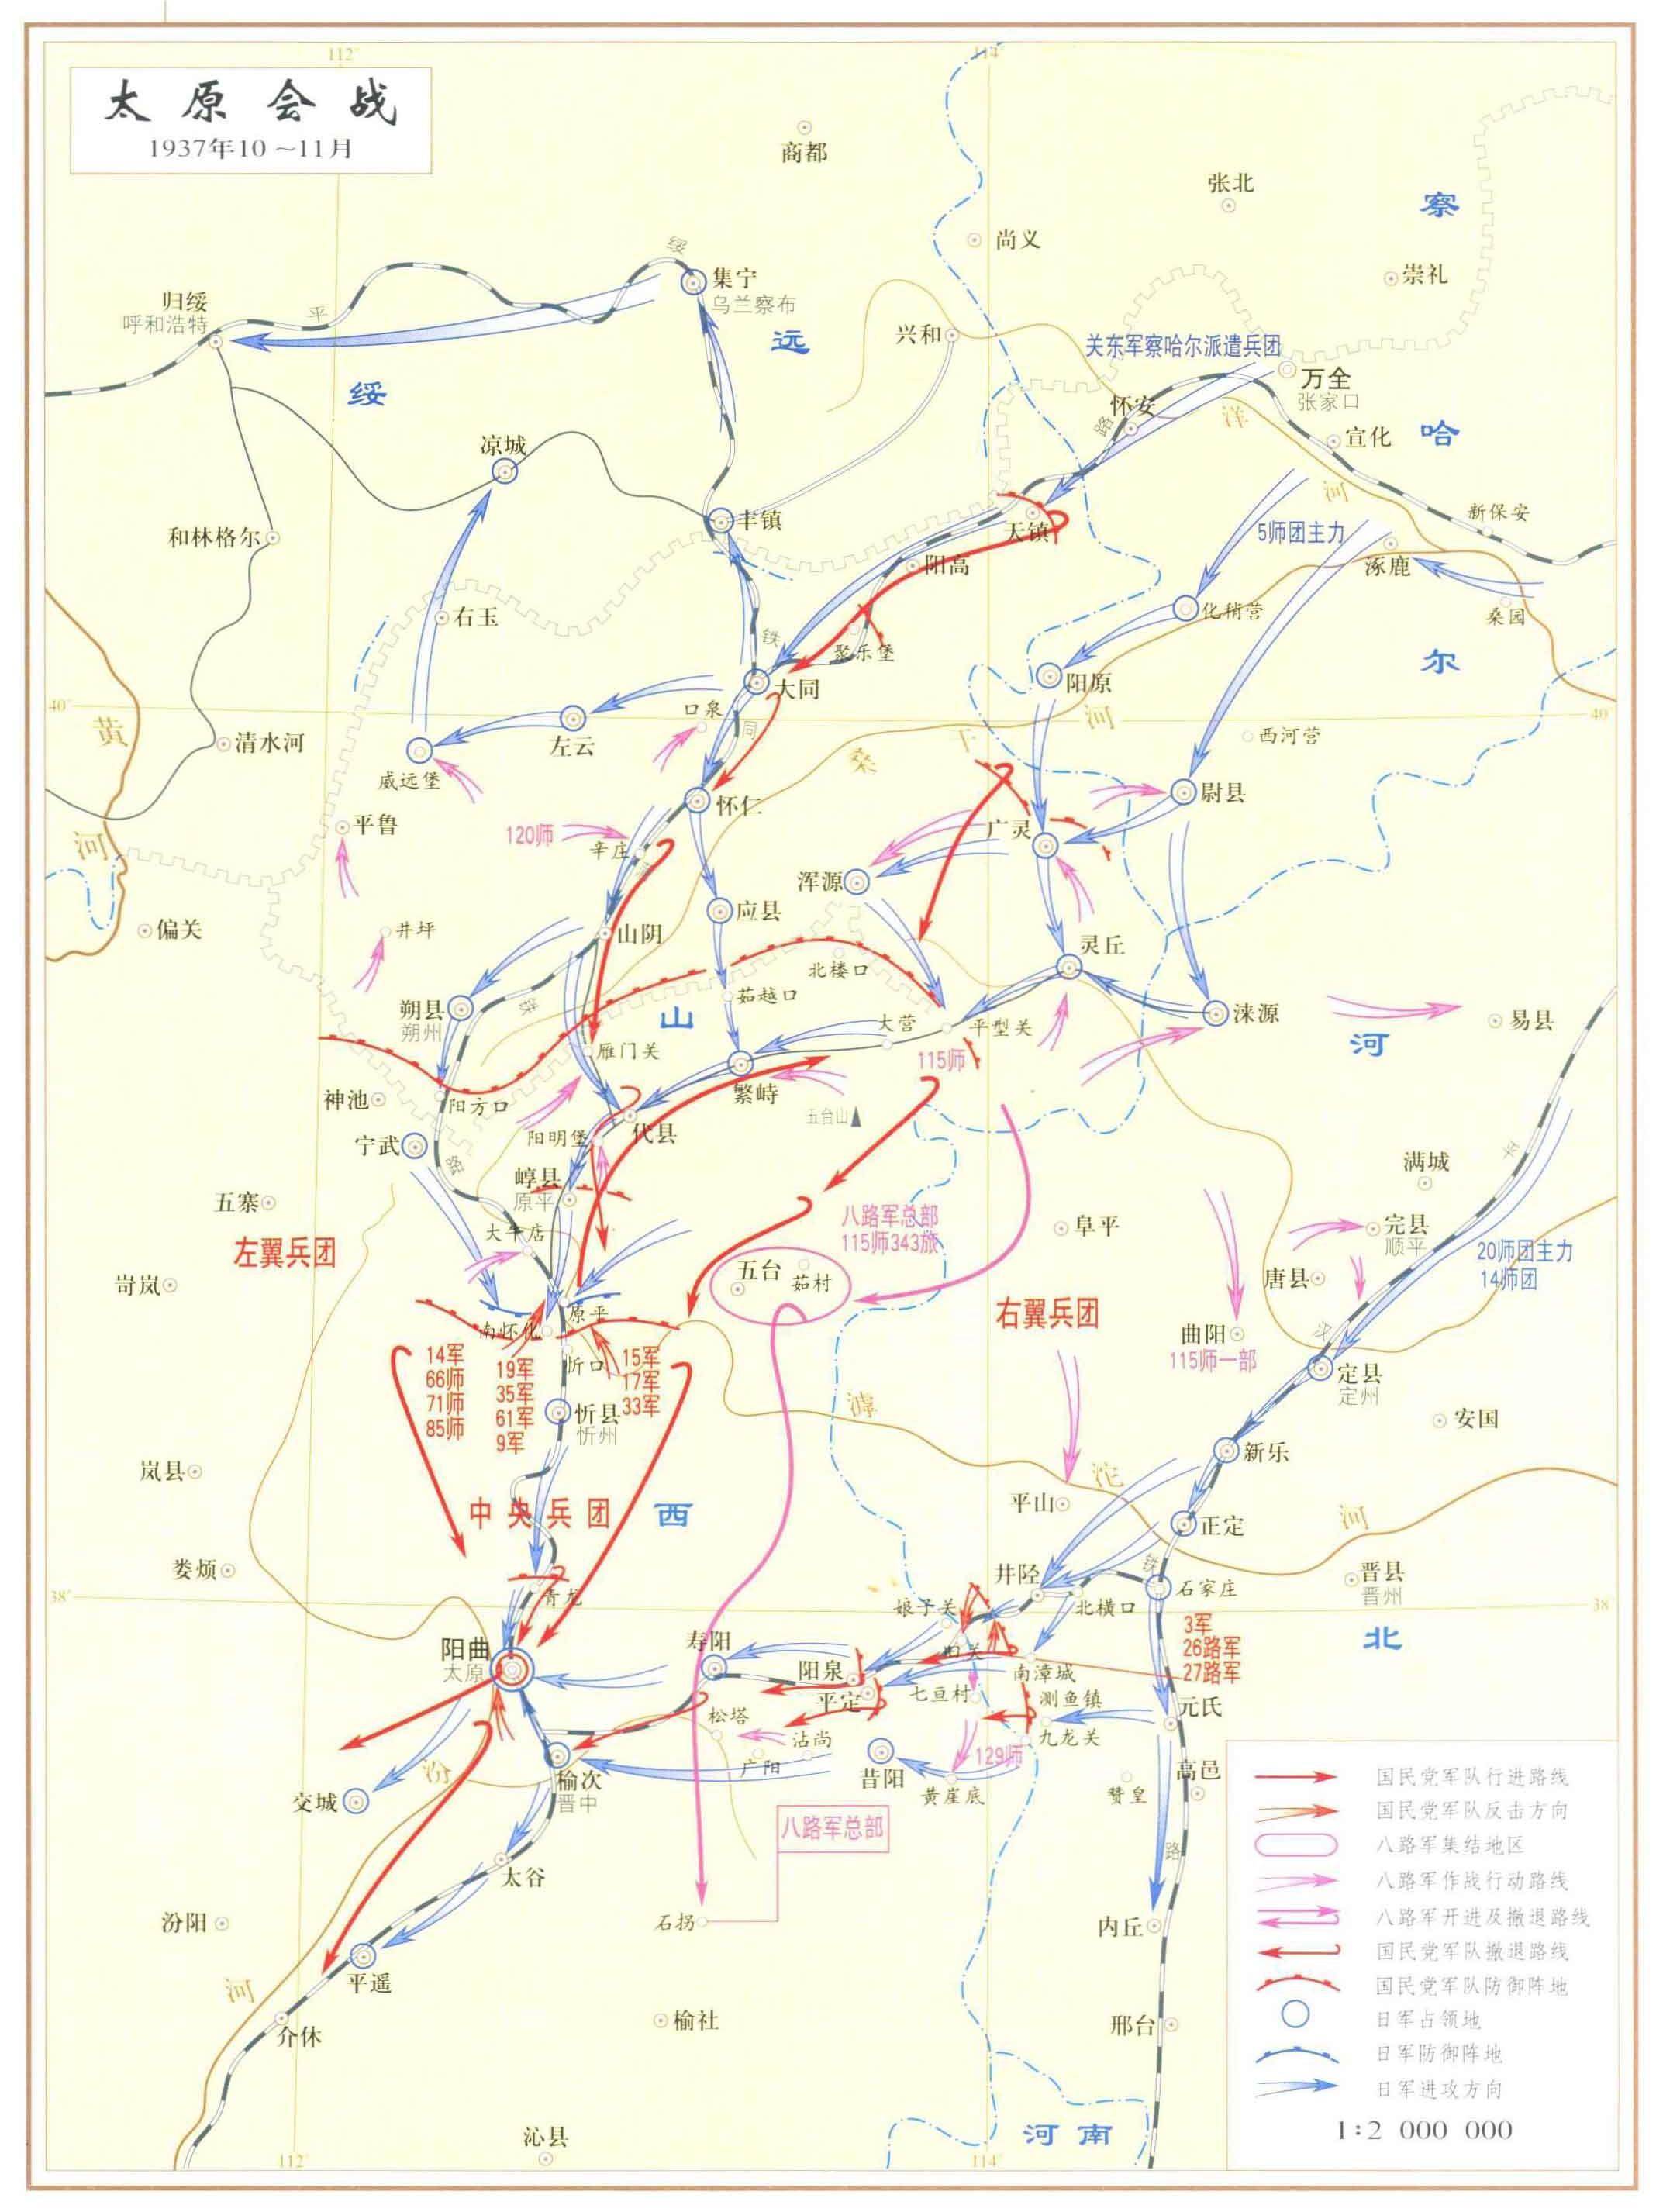 太原会战
1937年10～11月
112°
114°
商都
张北
察
尚义
崇礼
绥
集宁
乌兰察布
归绥
呼和浩特
平
远
兴和
关东军察哈尔派遣兵团
万全
张家口
绥
怀安
路
洋
宣化
哈
凉城
河
丰镇
新保安
和林格尔
天镇
5师团主力
阳高
涿鹿
右玉
化稍营
桑园
铁
聚乐堡
尔
大同
阳原
40°
口泉
同
河
40°
黄
清水河
左云
干
西河营
桑
威远堡
怀仁
尉县
平鲁
120师
辛庄
广灵
河
蒲
浑源
应县
偏关
井坪
山阴
灵丘
北楼口
茹越口
朔县
朔州
铁
山
大营
平型关
涞源
易县
雁门关
115师
河
神池
阳方口
繁峙
五台山
宁武
路
阳明堡
代县
崞县
原平
满城
五寨
大牛店
八路军总部
115师343旅
阜平
完县
顺平
左翼兵团
20师团主力
14师团
五台
茹村
唐县
岢岚
右翼兵团
原平
南怀化
曲阳
115师一部
忻口
14军
66师
71师
85师
19军
35军
61军
9军
15军
17军
33军
定县
定州
忻县
忻州
滹
安国
新乐
岚县
沱
平山
中央兵团
西
正定
河
娄烦
井陉
铁
石家庄
晋县
晋州
38°
青龙
娘子关
北横口
38°
3军
26路军
27路军
北
阳曲
太原
寿阳
阳泉
旧关
南漳城
平定
七亘村
测鱼镇
元氏
松塔
沾尚
九龙关
129师
汾
榆次
晋中
广阳
昔阳
黄崖底
赞皇
高邑
交城
八路军总部
路
太谷
汾阳
石拐
内丘
平遥
河
介休
榆社
邢台
沁县
河南
112°
114°
国民党军队行进路线
国民党军队反击方向
八路军集结地区
八路军作战行动路线
八路军开进及撤退路线
国民党军队撤退路线
国民党军队防御阵地
日军占领地
日军防御阵地
日军进攻方向
1:2 000 000